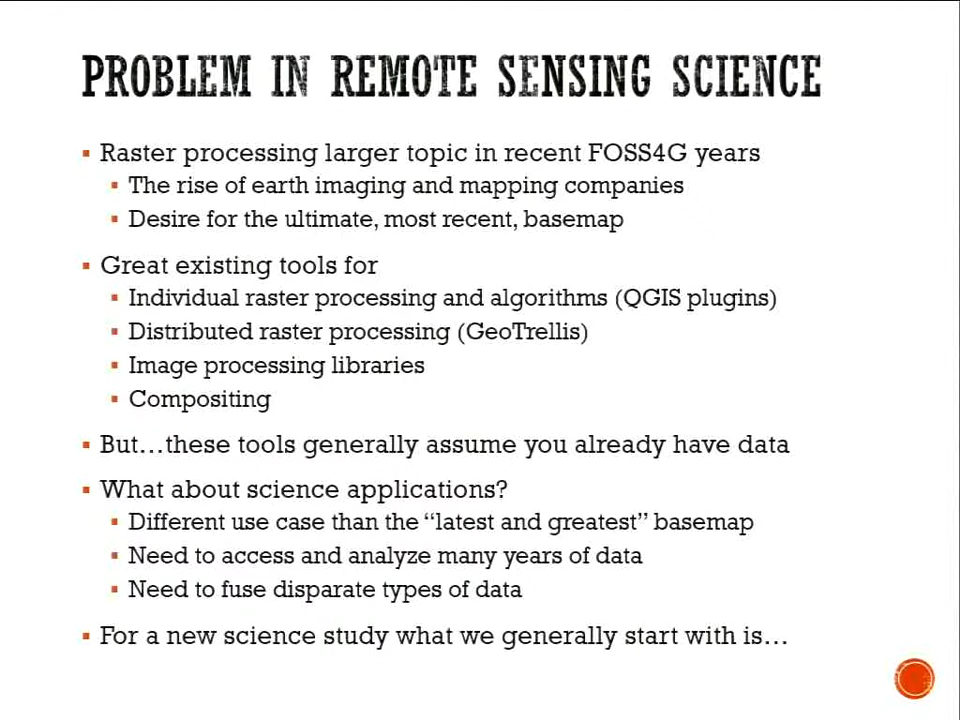 PROBLEM IN REMOTE SENSING SCIENCE
Raster processing larger topic in recent FOSS4G years
The rise of earth imaging and mapping companies
Desire for the ultimate, most recent, basemap
Great existing tools for
Individual raster processing and algorithms (QGIS plugins)
Distributed raster processing (GeoTrellis)
Image processing libraries
Compositing
But…these tools generally assume you already have data
What about science applications?
Different use case than the “latest and greatest” basemap
Need to access and analyze many years of data
Need to fuse disparate types of data
For a new science study what we generally start with is…